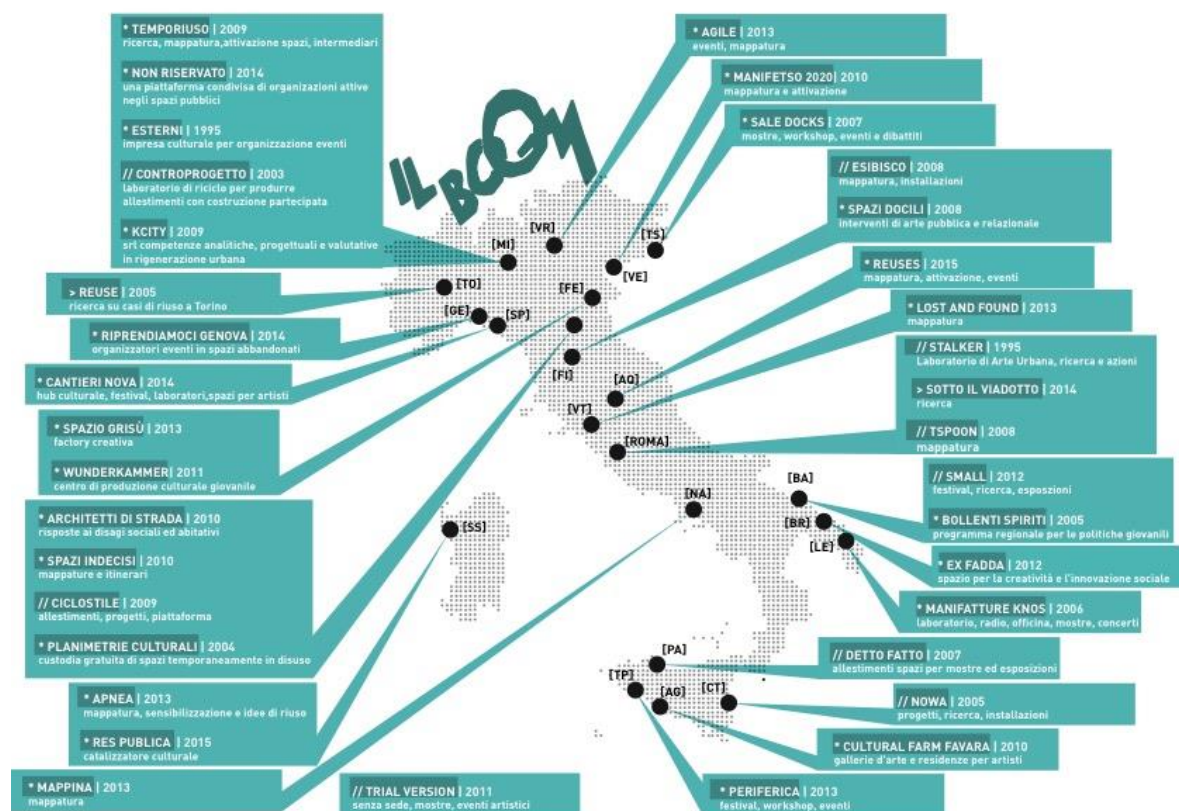 * TEMPORIUSO | 2009
ricerca, mappatura,attivazione spazi, intermediari
* NON RISERVATO | 2014
una piattaforma condivisa di organizzazioni attive
negli spazi pubblici
* ESTERNI | 1995
impresa culturale per organizzazione eventi
// CONTROPROGETTO | 2003
laboratorio di riciclo per produrre
allestimenti con costruzione partecipata
* KCITY | 2009
srl competenze analitiche, progettuali e valutative
in rigenerazione urbana
> REUSE | 2005
ricerca su casi di riuso a Torino
* RIPRENDIAMOCI GENOVA | 2014
organizzatori eventi in spazi abbandonati
* CANTIERI NOVA | 2014
hub culturale, festival, laboratori,spazi per artisti
* SPAZIO GRISÙ | 2013
factory creativa
* WUNDERKAMMER | 2011
centro di produzione culturale giovanile
* ARCHITETTI DI STRADA | 2010
risposte ai disagi sociali ed abitativi
* SPAZI INDECISI | 2010
mappature e itinerari
// CICLOSTILE | 2009
allestimenti, progetti, piattaforma
* PLANIMETRIE CULTURALI | 2004
custodia gratuita di spazi temporaneamente in disuso
* APNEA | 2013
mappatura, sensibilizzazione e idee di riuso
* RES PUBLICA | 2015
catalizzatore culturale
* MAPPINA | 2013
mappatura
// TRIAL VERSION | 2011
senza sede, mostre, eventi artistici
IL BOOM
[VR]
[MI]
[TS]
[VE]
[TO]
[FE]
[GE]
[SP]
[FI]
[AQ]
[VT]
[ROMA]
[NA]
[BA]
[BR]
[LE]
[SS]
[PA]
[TP]
[AG]
[CT]
* AGILE | 2013
eventi, mappatura
* MANIFETSO 2020 | 2010
mappatura e attivazione
* SALE DOCKS | 2007
mostre, workshop, eventi e dibattiti
// ESIBISCO | 2008
mappatura, installazioni
* SPAZI DOCILI | 2008
interventi di arte pubblica e relazionale
* REUSES | 2015
mappatura, attivazione, eventi
* LOST AND FOUND | 2013
mappatura
// STALKER | 1995
Laboratorio di Arte Urbana, ricerca e azioni
> SOTTO IL VIADOTTO | 2014
ricerca
// TSPOON | 2008
mappatura
// SMALL | 2012
festival, ricerca, espozioni
* BOLLENTI SPIRITI | 2005
programma regionale per le politiche giovanili
* EX FADDA | 2012
spazio per la creatività e l'innovazione sociale
* MANIFATTURE KNOS | 2006
laboratorio, radio, officina, mostre, concerti
// DETTO FATTO | 2007
allestimenti spazi per mostre ed esposizioni
// NOWA | 2005
progetti, ricerca, installazioni
* CULTURAL FARM FAVARA | 2010
gallerie d'arte e residenze per artisti
* PERIFERICA | 2013
festival, workshop, eventi